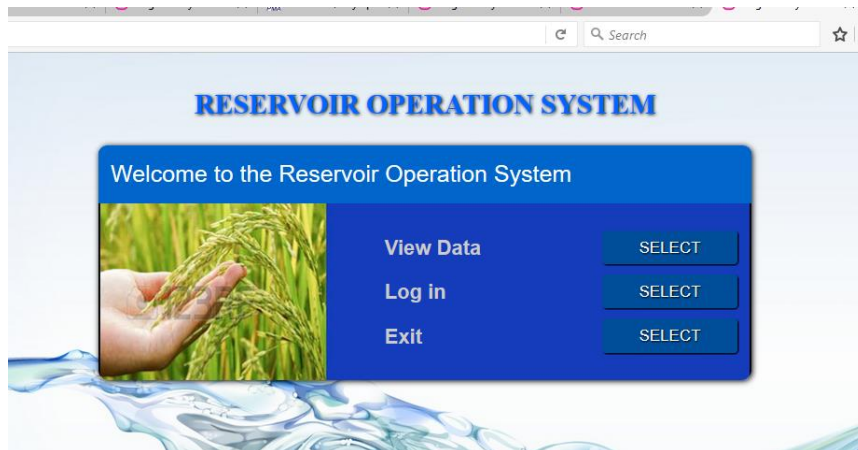 Search
RESERVOIR OPERATION SYSTEM
Welcome to the Reservoir Operation System
View Data SELECT
Log in SELECT
Exit SELECT